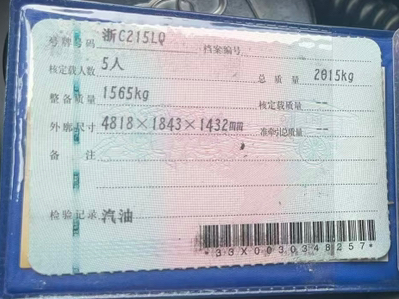 号牌号码 浙C215LQ 档案编号
核定载人数 5人 总质量 2015kg
整备质量 1565kg 核定载质量 --
外廓尺寸 4818×1843×1432mm 准牵引总质量 --
备注
检验记录 汽油
*33X0030348257*